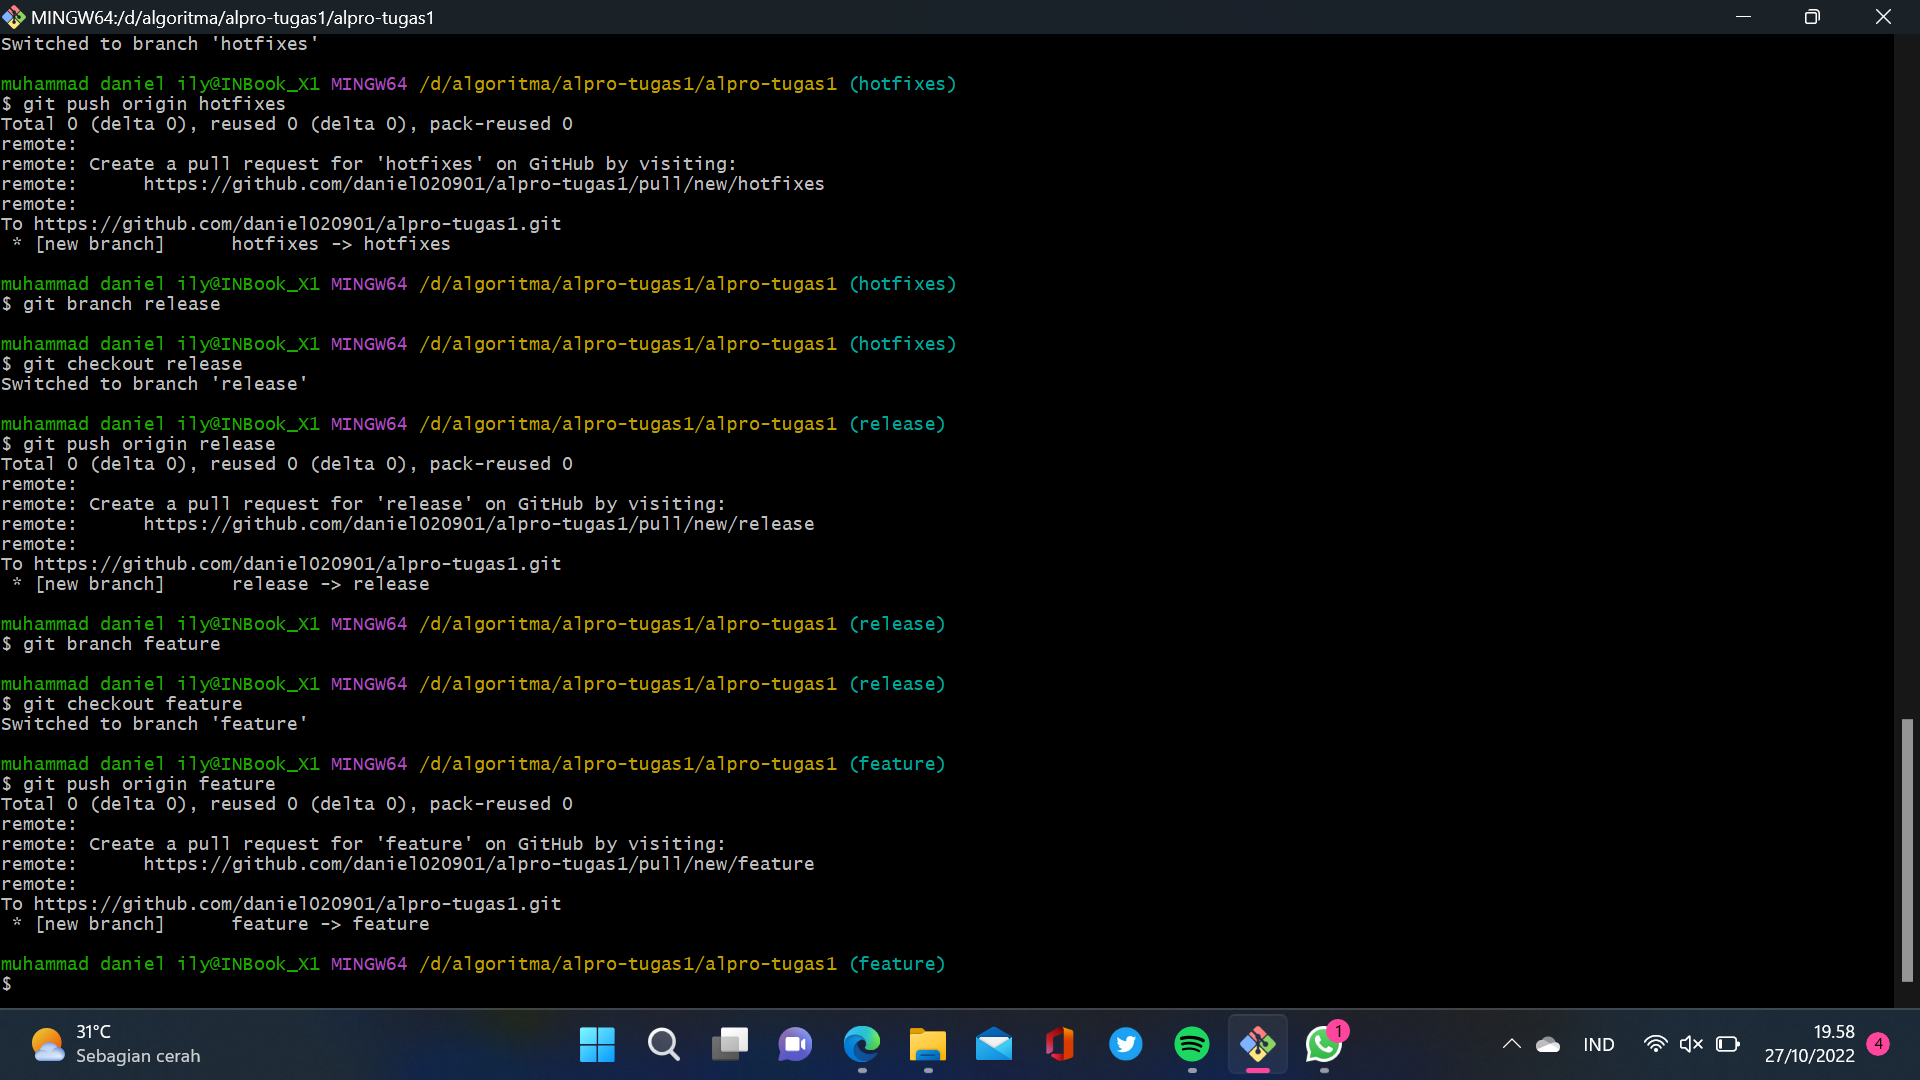 MINGW64:/d/algoritma/alpro-tugas1/alpro-tugas1
Switched to branch 'hotfixes'
muhammad daniel ily@INBook_X1 MINGW64 /d/algoritma/alpro-tugas1/alpro-tugas1 (hotfixes)
$ git push origin hotfixes
Total 0 (delta 0), reused 0 (delta 0), pack-reused 0
remote:
remote: Create a pull request for 'hotfixes' on GitHub by visiting:
remote:      https://github.com/daniel020901/alpro-tugas1/pull/new/hotfixes
remote:
To https://github.com/daniel020901/alpro-tugas1.git
 * [new branch]      hotfixes -> hotfixes
muhammad daniel ily@INBook_X1 MINGW64 /d/algoritma/alpro-tugas1/alpro-tugas1 (hotfixes)
$ git branch release
muhammad daniel ily@INBook_X1 MINGW64 /d/algoritma/alpro-tugas1/alpro-tugas1 (hotfixes)
$ git checkout release
Switched to branch 'release'
muhammad daniel ily@INBook_X1 MINGW64 /d/algoritma/alpro-tugas1/alpro-tugas1 (release)
$ git push origin release
Total 0 (delta 0), reused 0 (delta 0), pack-reused 0
remote:
remote: Create a pull request for 'release' on GitHub by visiting:
remote:      https://github.com/daniel020901/alpro-tugas1/pull/new/release
remote:
To https://github.com/daniel020901/alpro-tugas1.git
 * [new branch]      release -> release
muhammad daniel ily@INBook_X1 MINGW64 /d/algoritma/alpro-tugas1/alpro-tugas1 (release)
$ git branch feature
muhammad daniel ily@INBook_X1 MINGW64 /d/algoritma/alpro-tugas1/alpro-tugas1 (release)
$ git checkout feature
Switched to branch 'feature'
muhammad daniel ily@INBook_X1 MINGW64 /d/algoritma/alpro-tugas1/alpro-tugas1 (feature)
$ git push origin feature
Total 0 (delta 0), reused 0 (delta 0), pack-reused 0
remote:
remote: Create a pull request for 'feature' on GitHub by visiting:
remote:      https://github.com/daniel020901/alpro-tugas1/pull/new/feature
remote:
To https://github.com/daniel020901/alpro-tugas1.git
 * [new branch]      feature -> feature
muhammad daniel ily@INBook_X1 MINGW64 /d/algoritma/alpro-tugas1/alpro-tugas1 (feature)
$
31°C
Sebagian cerah
1
IND
19.58
27/10/2022
4